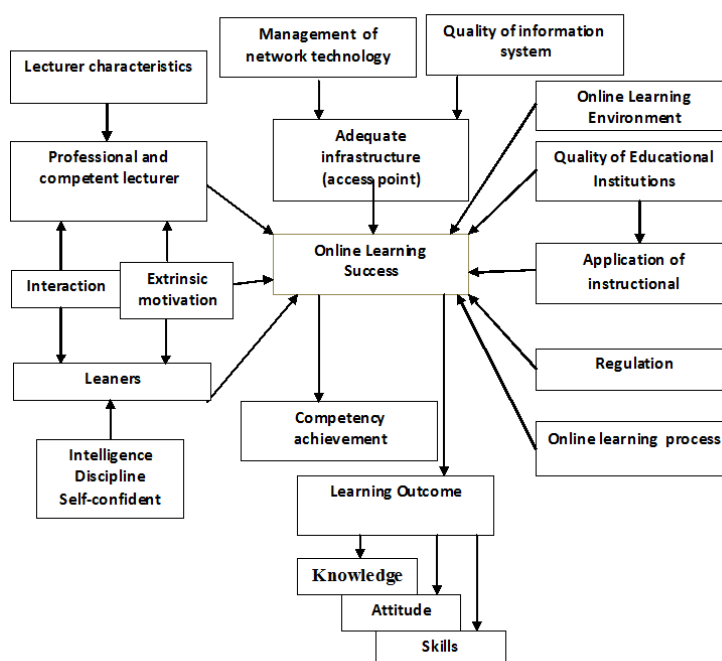 Management of
network technology
Quality of information
system
Lecturer characteristics
Online Learning
Environment
Adequate
infrastructure
(access point)
Professional and
competent lecturer
Quality of Educational
Institutions
Online Learning
Success
Application of
instructional
Interaction
Extrinsic
motivation
Leaners
Regulation
Competency
achievement
Online learning process
Intelligence
Discipline
Self-confident
Learning Outcome
Knowledge
Attitude
Skills